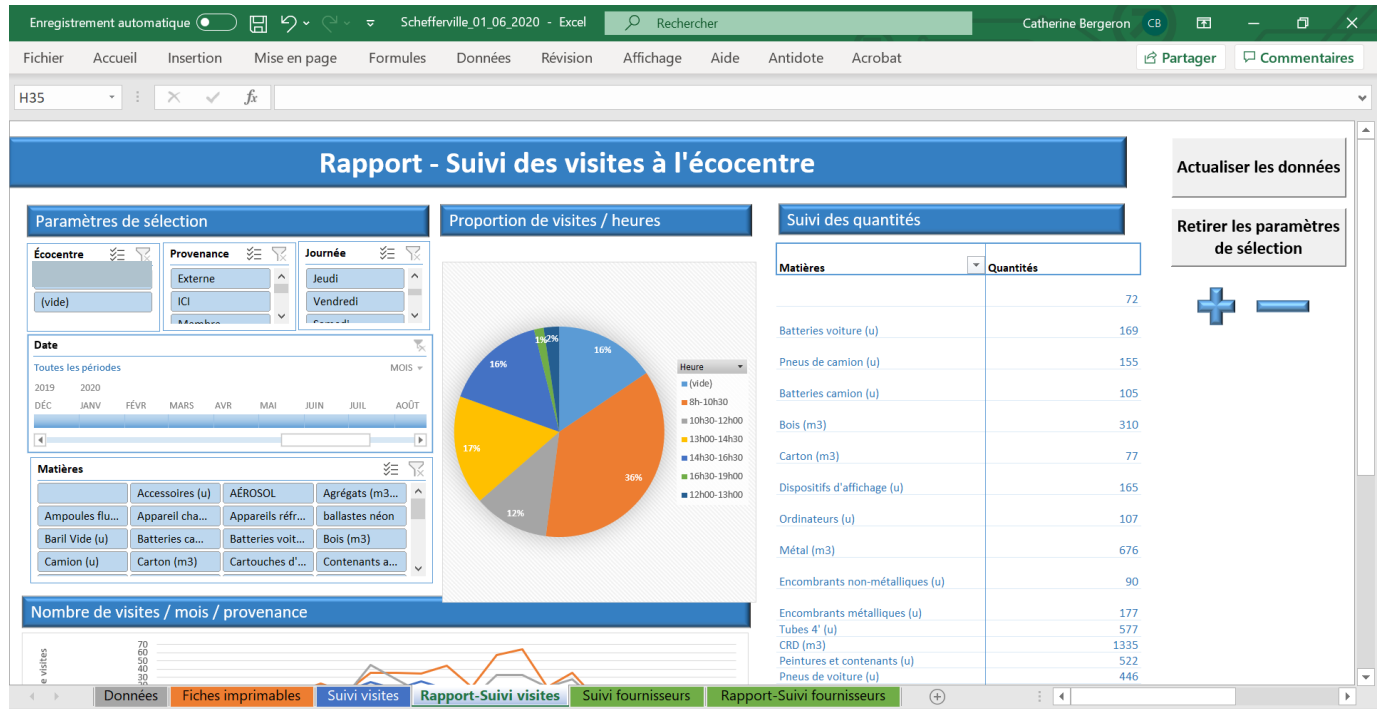 Enregistrement automatique
Schefferville_01_06_2020 - Excel
Rechercher
Catherine Bergeron CB
Fichier Accueil Insertion Mise en page Formules Données Révision Affichage Aide Antidote Acrobat Partager Commentaires
H35 fx
Rapport - Suivi des visites à l'écocentre
Actualiser les données
Retirer les paramètres
de sélection
Paramètres de sélection
Écocentre
(vide)
Provenance
Externe
ICI
Membre
Journée
Jeudi
Vendredi
Samedi
Date
Toutes les périodes MOIS
2019 2020
DÉC JANV FÉVR MARS AVR MAI JUIN JUIL AOÛT
Matières
Accessoires (u) AÉROSOL Agrégats (m3...
Ampoules flu... Appareil cha... Appareils réfr... ballastes néon
Baril Vide (u) Batteries ca... Batteries voit... Bois (m3)
Camion (u) Carton (m3) Cartouches d'... Contenants a...
Proportion de visites / heures
1% 2%
16%
16%
17%
36%
12%
Heure
(vide)
8h-10h30
10h30-12h00
13h00-14h30
14h30-16h30
16h30-19h00
12h00-13h00
Suivi des quantités
Matières Quantités
72
Batteries voiture (u) 169
Pneus de camion (u) 155
Batteries camion (u) 105
Bois (m3) 310
Carton (m3) 77
Dispositifs d'affichage (u) 165
Ordinateurs (u) 107
Métal (m3) 676
Encombrants non-métalliques (u) 90
Encombrants métalliques (u) 177
Tubes 4' (u) 577
CRD (m3) 1335
Peintures et contenants (u) 522
Pneus de voiture (u) 446
Nombre de visites / mois / provenance
70
60
50
40
30
e visites
Données Fiches imprimables Suivi visites Rapport-Suivi visites Suivi fournisseurs Rapport-Suivi fournisseurs